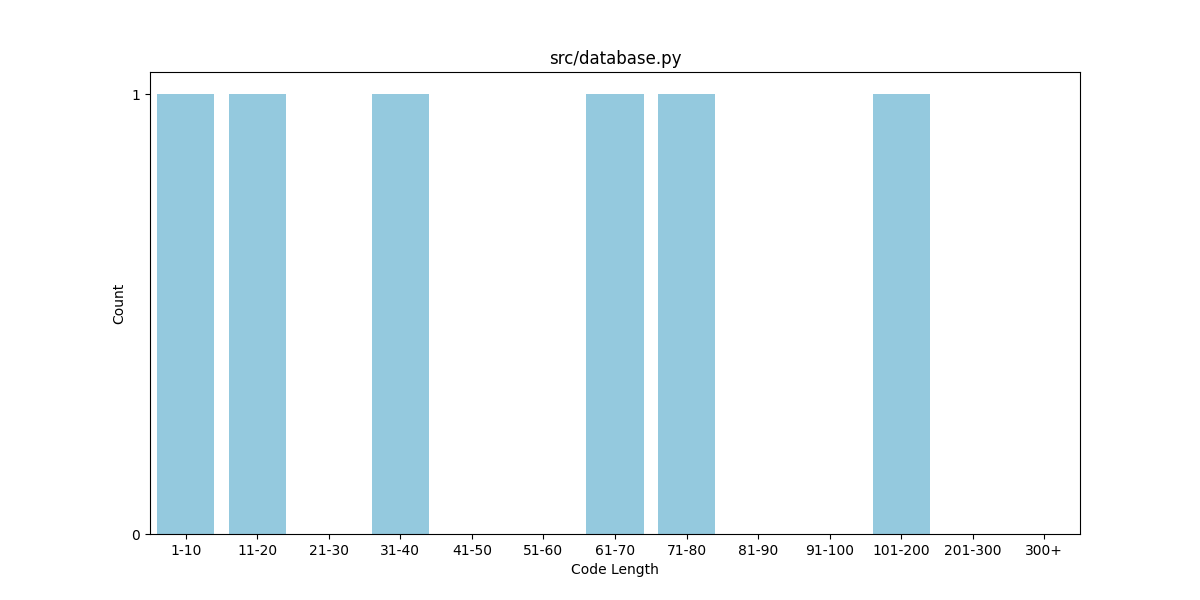 src/database.py
1
Count
0
1-10 11-20 21-30 31-40 41-50 51-60 61-70 71-80 81-90 91-100 101-200 201-300 300+
Code Length